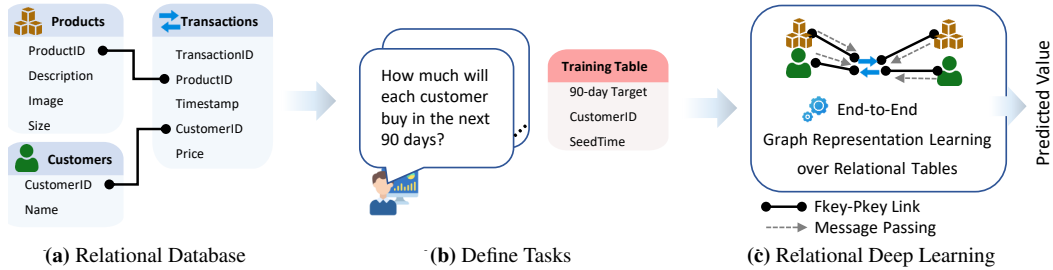 Products
ProductID
Description
Image
Size
Customers
CustomerID
Name
Transactions
TransactionID
ProductID
Timestamp
CustomerID
Price
(a) Relational Database
How much will
each customer
buy in the next
90 days?
Training Table
90-day Target
CustomerID
SeedTime
(b) Define Tasks
End-to-End
Graph Representation Learning
over Relational Tables
Fkey-Pkey Link
Message Passing
Predicted Value
(c) Relational Deep Learning